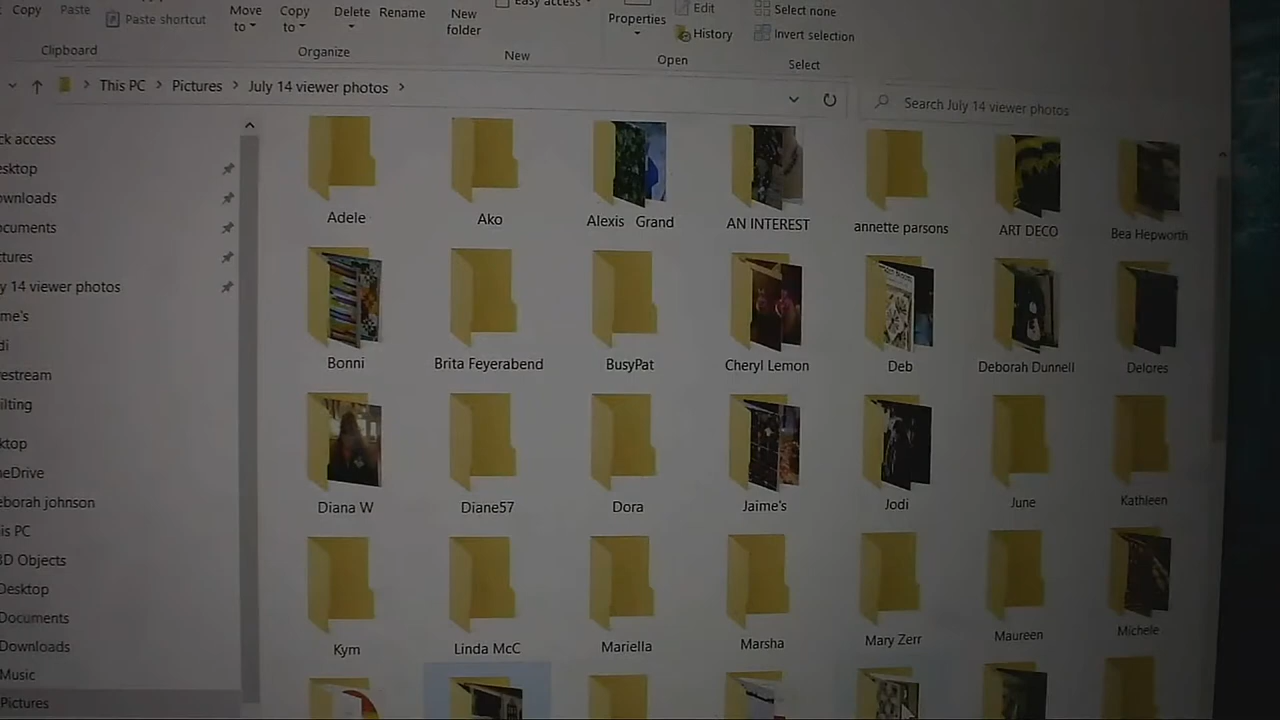 Copy Paste Paste shortcut Move to Copy to Delete Rename New folder Easy access Properties Edit History Select none Invert selection
Clipboard Organize New Open Select
This PC > Pictures > July 14 viewer photos >
Search July 14 viewer photos
ck access
esktop
ownloads
ocuments
ctures
y 14 viewer photos
me's
di
estream
ilting
ktop
neDrive
eborah johnson
is PC
3D Objects
Desktop
Documents
Downloads
Music
Pictures
Adele Ako Alexis Grand AN INTEREST annette parsons ART DECO Bea Hepworth
Bonni Brita Feyerabend BusyPat Cheryl Lemon Deb Deborah Dunnell Delores
Diana W Diane57 Dora Jaime's Jodi June Kathleen
Kym Linda McC Mariella Marsha Mary Zerr Maureen Michele